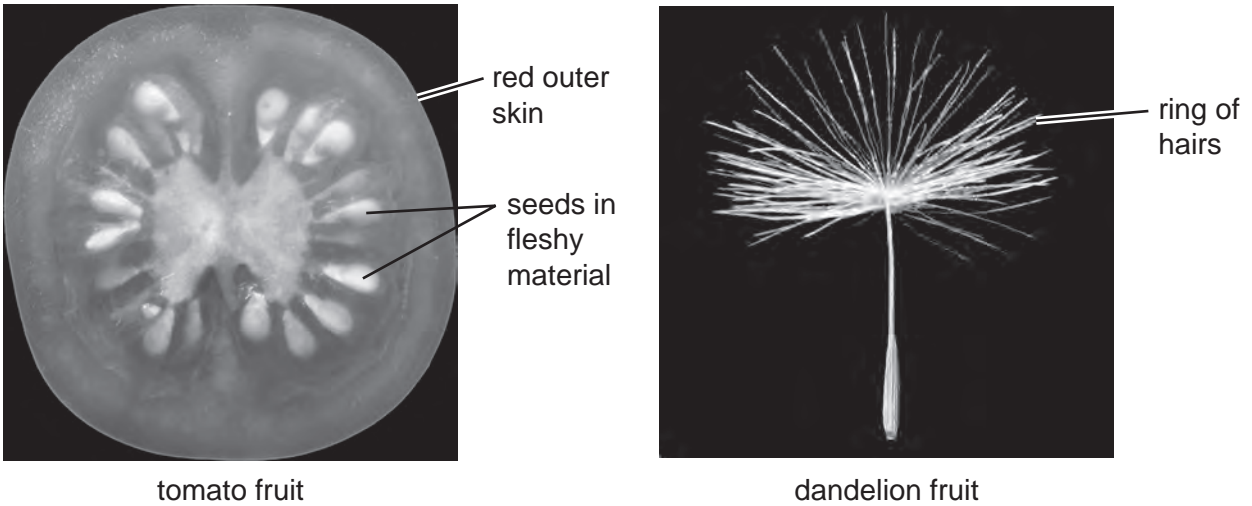 red outer
skin
seeds in
fleshy
material
tomato fruit
ring of
hairs
dandelion fruit